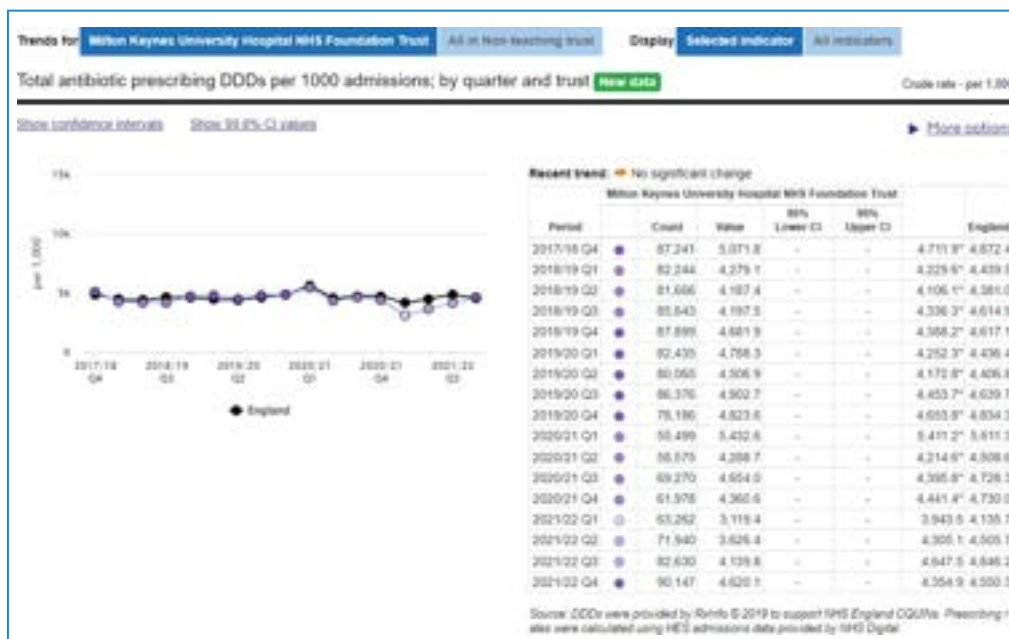 Trends for Milton Keynes University Hospital NHS Foundation Trust All in Non-teaching trust Display Selected indicator All indicators
Total antibiotic prescribing DDDs per 1000 admissions; by quarter and trust New data Crude rate - per 1,000
Show confidence intervals Show 99.8% CI values More options
15k
10k
5k
0
per 1,000
2017/18 Q4 2018/19 Q3 2019/20 Q2 2020/21 Q1 2020/21 Q4 2021/22 Q3
England
Recent trend: No significant change
Milton Keynes University Hospital NHS Foundation Trust
Period Count Value 95% Lower CI 95% Upper CI England
2017/18 Q4 87,241 5,071.8 - - 4,711.9* 4,872.4
2018/19 Q1 82,244 4,279.1 - - 4,229.6* 4,439.
2018/19 Q2 81,666 4,187.4 - - 4,106.1* 4,381.0
2018/19 Q3 85,643 4,197.5 - - 4,336.3* 4,614.9
2018/19 Q4 87,899 4,681.9 - - 4,388.2* 4,617.1
2019/20 Q1 82,435 4,788.3 - - 4,252.3* 4,436.4
2019/20 Q2 80,055 4,506.9 - - 4,172.8* 4,406.8
2019/20 Q3 86,376 4,902.7 - - 4,453.7* 4,639.7
2019/20 Q4 78,186 4,823.6 - - 4,653.8* 4,834.3
2020/21 Q1 50,499 5,432.6 - - 5,411.2* 5,611.3
2020/21 Q2 58,575 4,288.7 - - 4,214.6* 4,508.6
2020/21 Q3 69,270 4,654.0 - - 4,395.8* 4,728.3
2020/21 Q4 61,978 4,360.6 - - 4,441.4* 4,730.0
2021/22 Q1 63,262 3,119.4 - - 3,943.5 4,135.7
2021/22 Q2 71,940 3,626.4 - - 4,305.1 4,505.7
2021/22 Q3 82,630 4,139.8 - - 4,647.5 4,846.2
2021/22 Q4 90,147 4,620.1 - - 4,354.9 4,550.3
Source: DDDs were provided by Rx-Info © 2019 to support NHS England CQUINs. Prescribing r
ates were calculated using HES admissions data provided by NHS Digital.